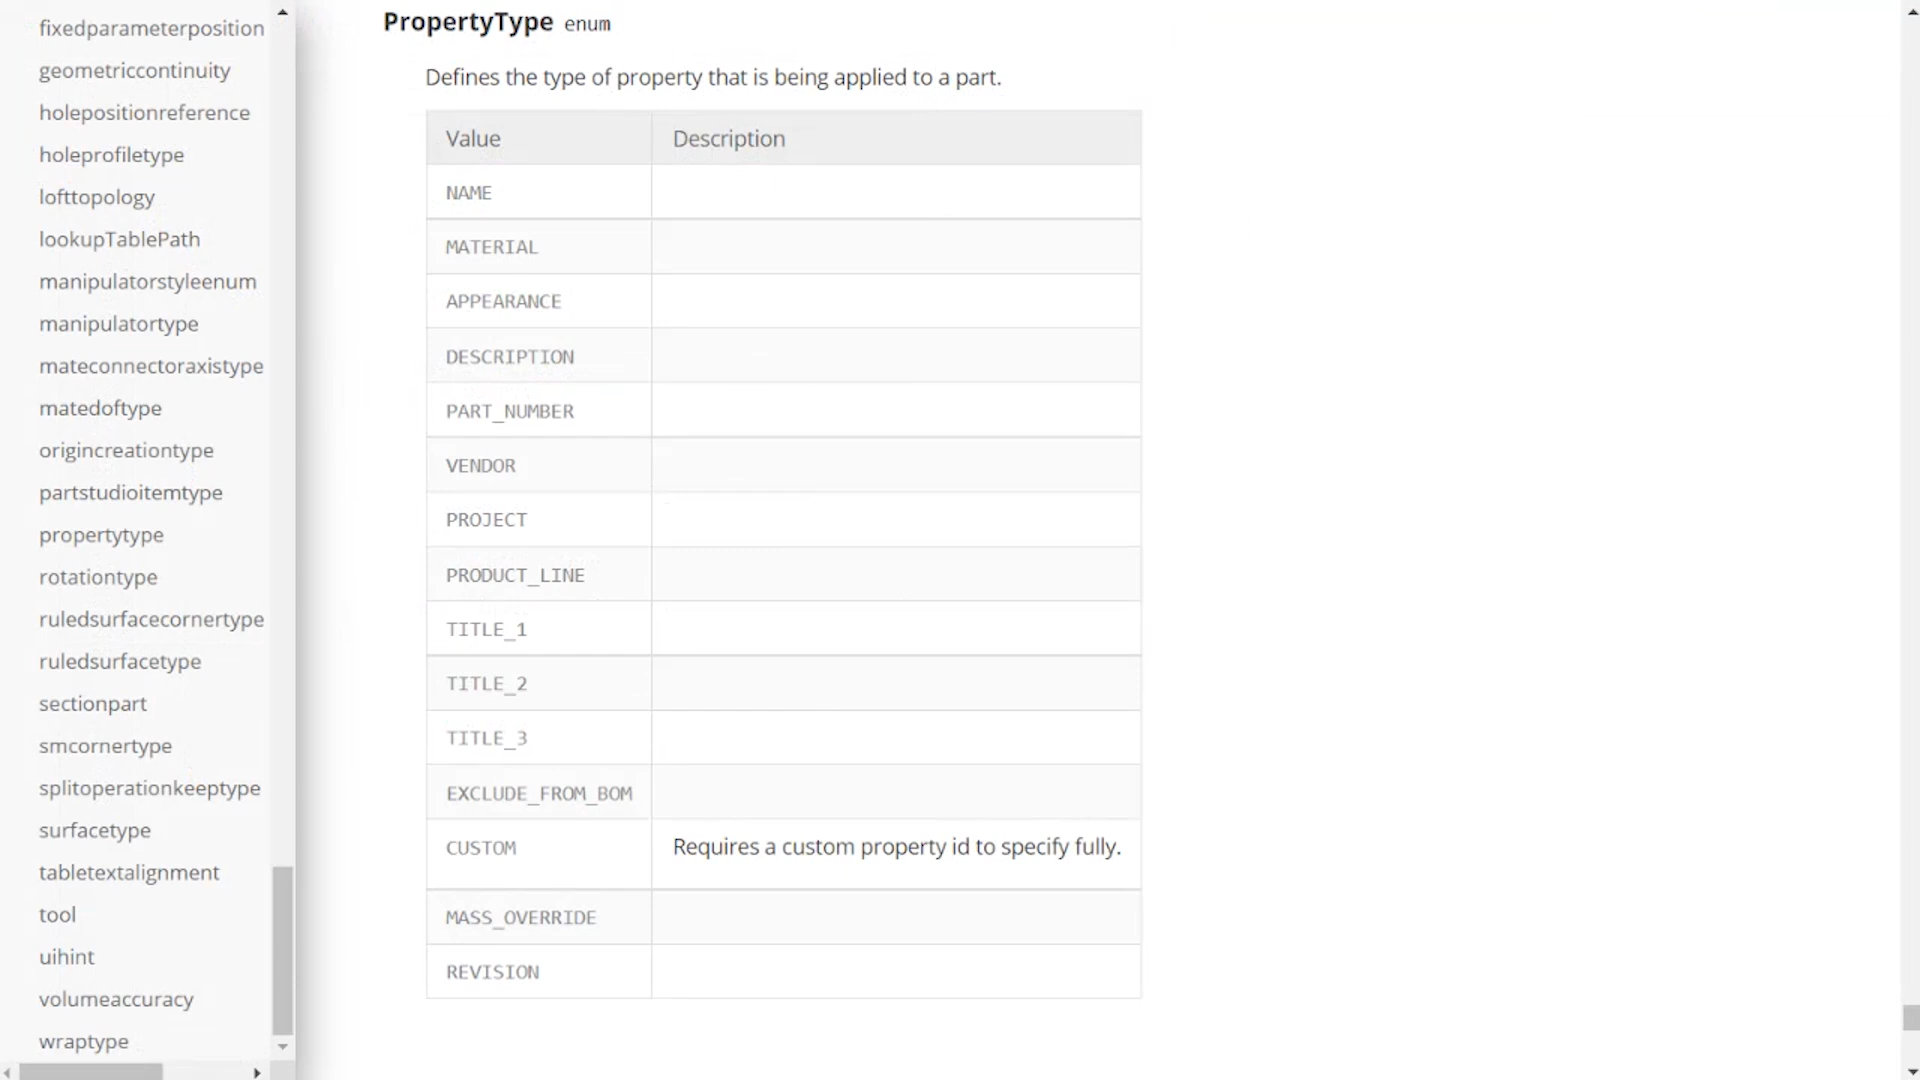 fixedparameterposition
geometriccontinuity
holepositionreference
holeprofiletype
lofttopology
lookupTablePath
manipulatorstyleenum
manipulatortype
mateconnectoraxistype
matedoftype
origincreationtype
partstudioitemtype
propertytype
rotationtype
ruledsurfacecornertype
ruledsurfacetype
sectionpart
smcornertype
splitoperationkeeptype
surfacetype
tabletextalignment
tool
uihint
volumeaccuracy
wraptype
PropertyType enum
Defines the type of property that is being applied to a part.
Value Description
NAME
MATERIAL
APPEARANCE
DESCRIPTION
PART_NUMBER
VENDOR
PROJECT
PRODUCT_LINE
TITLE_1
TITLE_2
TITLE_3
EXCLUDE_FROM_BOM
CUSTOM Requires a custom property id to specify fully.
MASS_OVERRIDE
REVISION